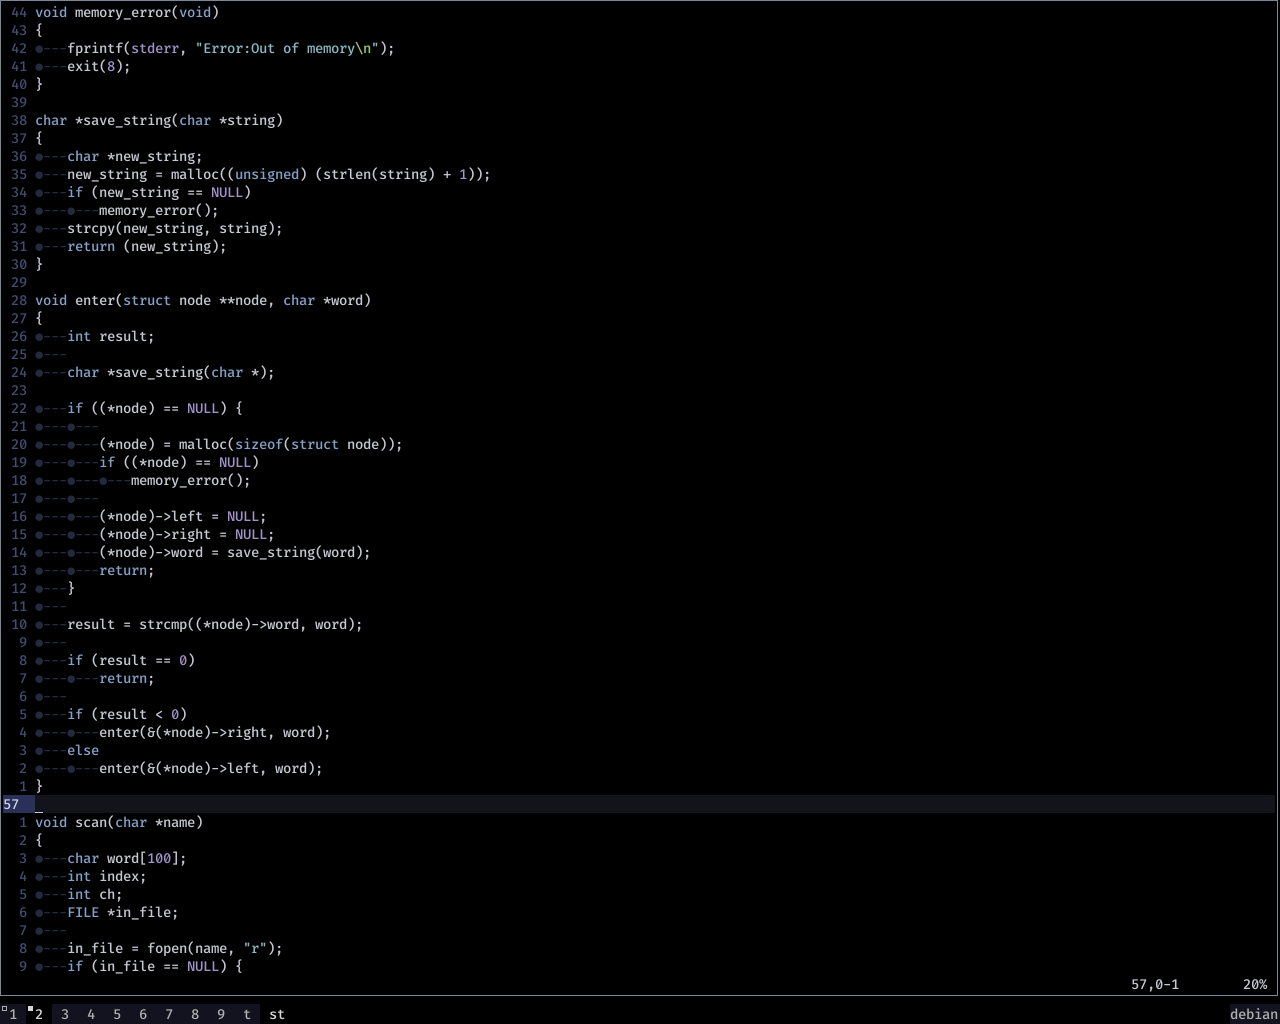 44 void memory_error(void)
43 {
42 ●---fprintf(stderr, "Error:Out of memory\n");
41 ●---exit(8);
40 }
39
38 char *save_string(char *string)
37 {
36 ●---char *new_string;
35 ●---new_string = malloc((unsigned) (strlen(string) + 1));
34 ●---if (new_string == NULL)
33 ●---●---memory_error();
32 ●---strcpy(new_string, string);
31 ●---return (new_string);
30 }
29
28 void enter(struct node **node, char *word)
27 {
26 ●---int result;
25 ●---
24 ●---char *save_string(char *);
23
22 ●---if ((*node) == NULL) {
21 ●---●---
20 ●---●---(*node) = malloc(sizeof(struct node));
19 ●---●---if ((*node) == NULL)
18 ●---●---●---memory_error();
17 ●---●---
16 ●---●---(*node)->left = NULL;
15 ●---●---(*node)->right = NULL;
14 ●---●---(*node)->word = save_string(word);
13 ●---●---return;
12 ●---}
11 ●---
10 ●---result = strcmp((*node)->word, word);
9 ●---
8 ●---if (result == 0)
7 ●---●---return;
6 ●---
5 ●---if (result < 0)
4 ●---●---enter(&(*node)->right, word);
3 ●---else
2 ●---●---enter(&(*node)->left, word);
1 }
57
1 void scan(char *name)
2 {
3 ●---char word[100];
4 ●---int index;
5 ●---int ch;
6 ●---FILE *in_file;
7 ●---
8 ●---in_file = fopen(name, "r");
9 ●---if (in_file == NULL) {
57,0-1 20%
1 2 3 4 5 6 7 8 9 t st debian